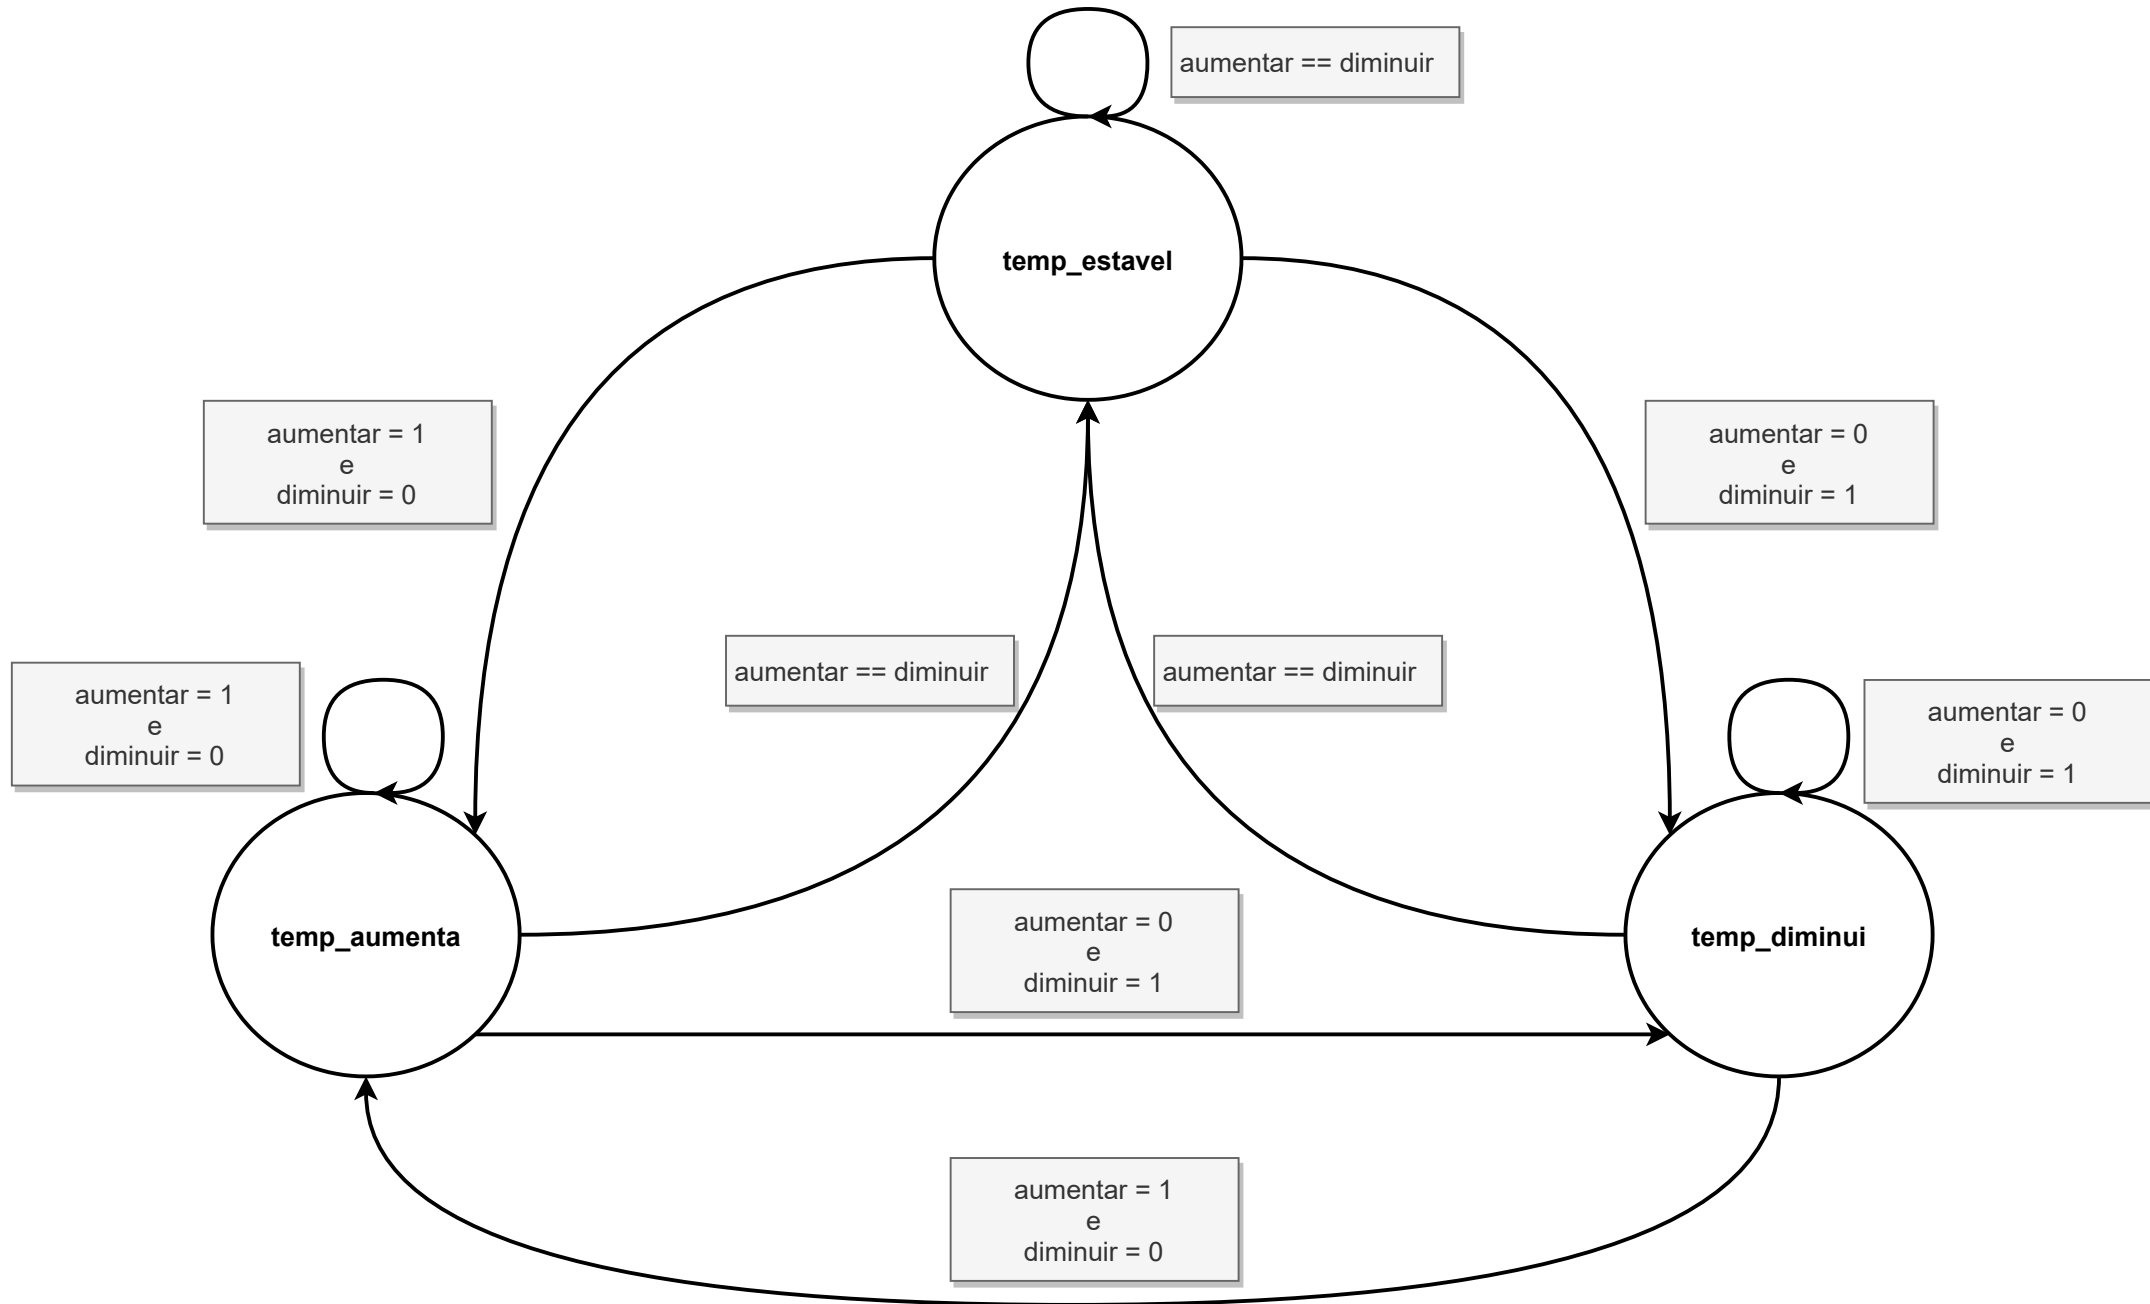 aumentar == diminuir
temp_estavel
aumentar = 1
e
diminuir = 0
aumentar = 0
e
diminuir = 1
aumentar == diminuir
aumentar == diminuir
aumentar = 1
e
diminuir = 0
aumentar = 0
e
diminuir = 1
temp_aumenta
aumentar = 0
e
diminuir = 1
temp_diminui
aumentar = 1
e
diminuir = 0